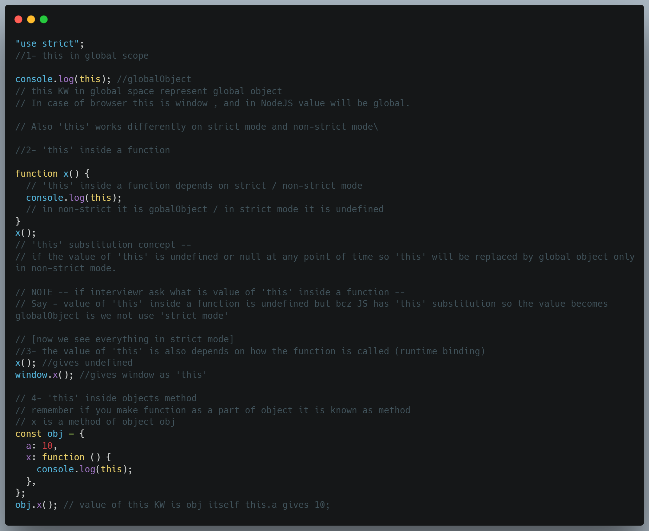 "use strict";
//1- this in global scope
console.log(this); //globalObject
// this KW in global space represent global object
// In case of browser this is window , and in NodeJS value will be global.
// Also 'this' works differently on strict mode and non-strict mode\
//2- 'this' inside a function
function x() {
// 'this' inside a function depends on strict / non-strict mode
console.log(this);
// in non-strict it is gobalObject / in strict mode it is undefined
}
x();
// 'this' substitution concept --
// if the value of 'this' is undefined or null at any point of time so 'this' will be replaced by global object only
in non-strict mode.
// NOTE -- if interviewr ask what is value of 'this' inside a function --
// Say - value of 'this' inside a function is undefined but bcz JS has 'this' substitution so the value becomes
globalObject is we not use 'strict mode'
// [now we see everything in strict mode]
//3- the value of 'this' is also depends on how the function is called (runtime binding)
x(); //gives undefined
window.x(); //gives window as 'this'
// 4- 'this' inside objects method
// remember if you make function as a part of object it is known as method
// x is a method of object obj
const obj = {
a: 10,
x: function () {
console.log(this);
},
};
obj.x(); // value of this KW is obj itself this.a gives 10;